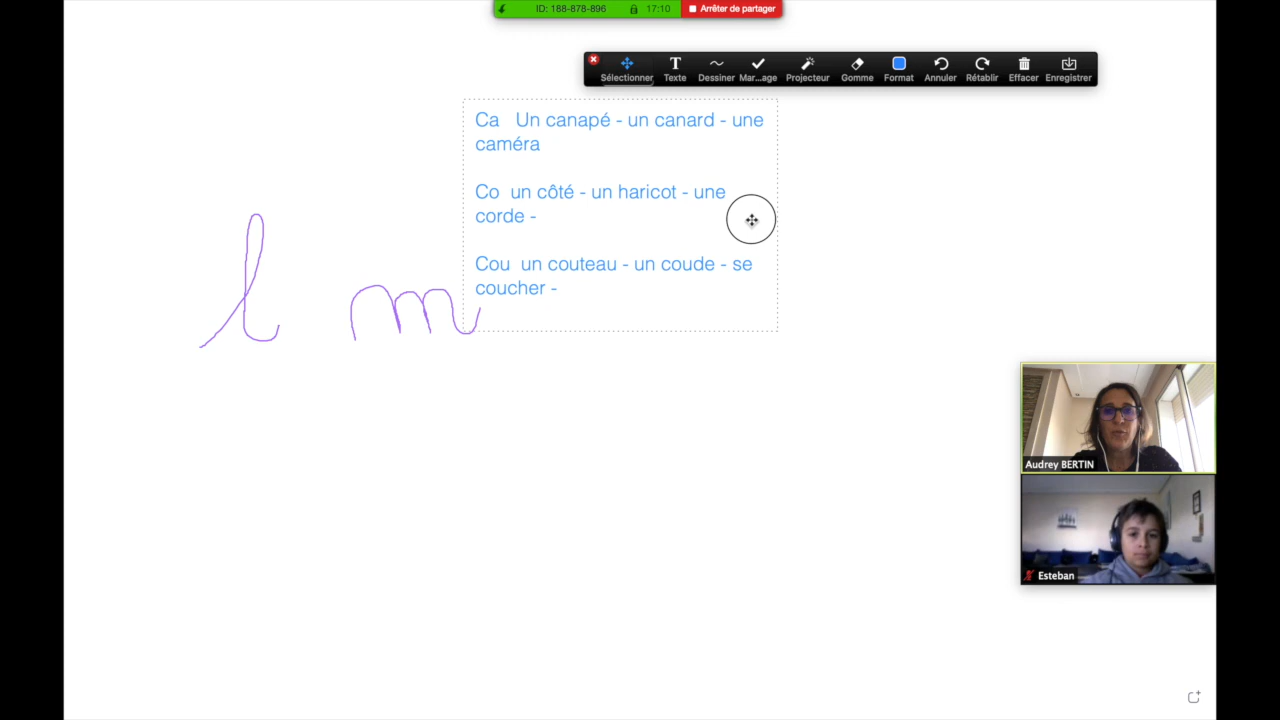 ID: 188-878-896 17:10 Arrêter de partager
Sélectionner Texte Dessiner Mar...age Projecteur Gomme Format Annuler Rétablir Effacer Enregistrer
Ca Un canapé - un canard - une
caméra
Co un côté - un haricot - une
corde -
Cou un couteau - un coude - se
coucher -
l m
Audrey BERTIN
Esteban